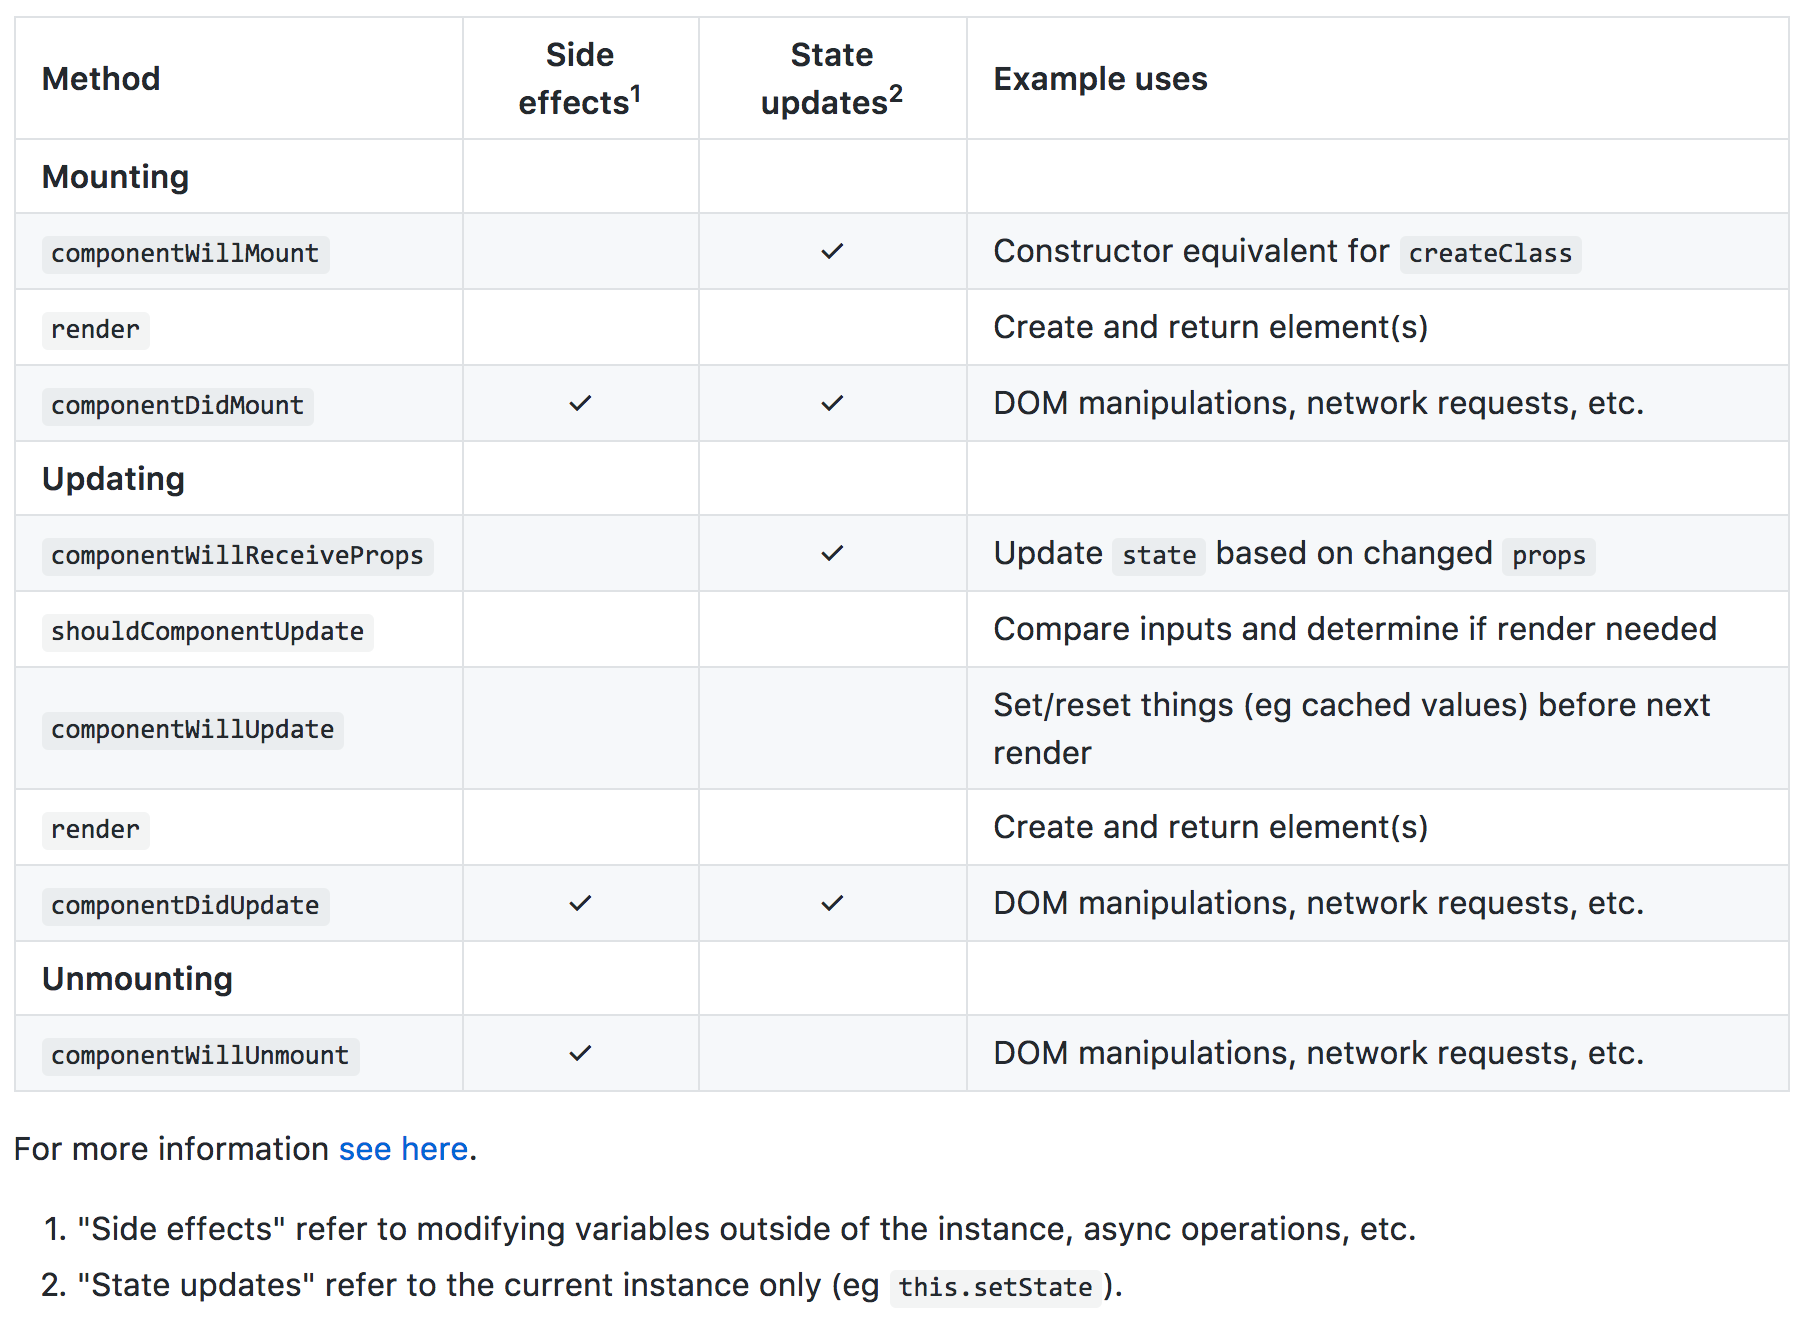 Method Side effects¹ State updates² Example uses
Mounting
componentWillMount ✓ Constructor equivalent for createClass
render Create and return element(s)
componentDidMount ✓ ✓ DOM manipulations, network requests, etc.
Updating
componentWillReceiveProps ✓ Update state based on changed props
shouldComponentUpdate Compare inputs and determine if render needed
componentWillUpdate Set/reset things (eg cached values) before next
render
render Create and return element(s)
componentDidUpdate ✓ ✓ DOM manipulations, network requests, etc.
Unmounting
componentWillUnmount ✓ DOM manipulations, network requests, etc.
For more information see here.
1. "Side effects" refer to modifying variables outside of the instance, async operations, etc.
2. "State updates" refer to the current instance only (eg this.setState).